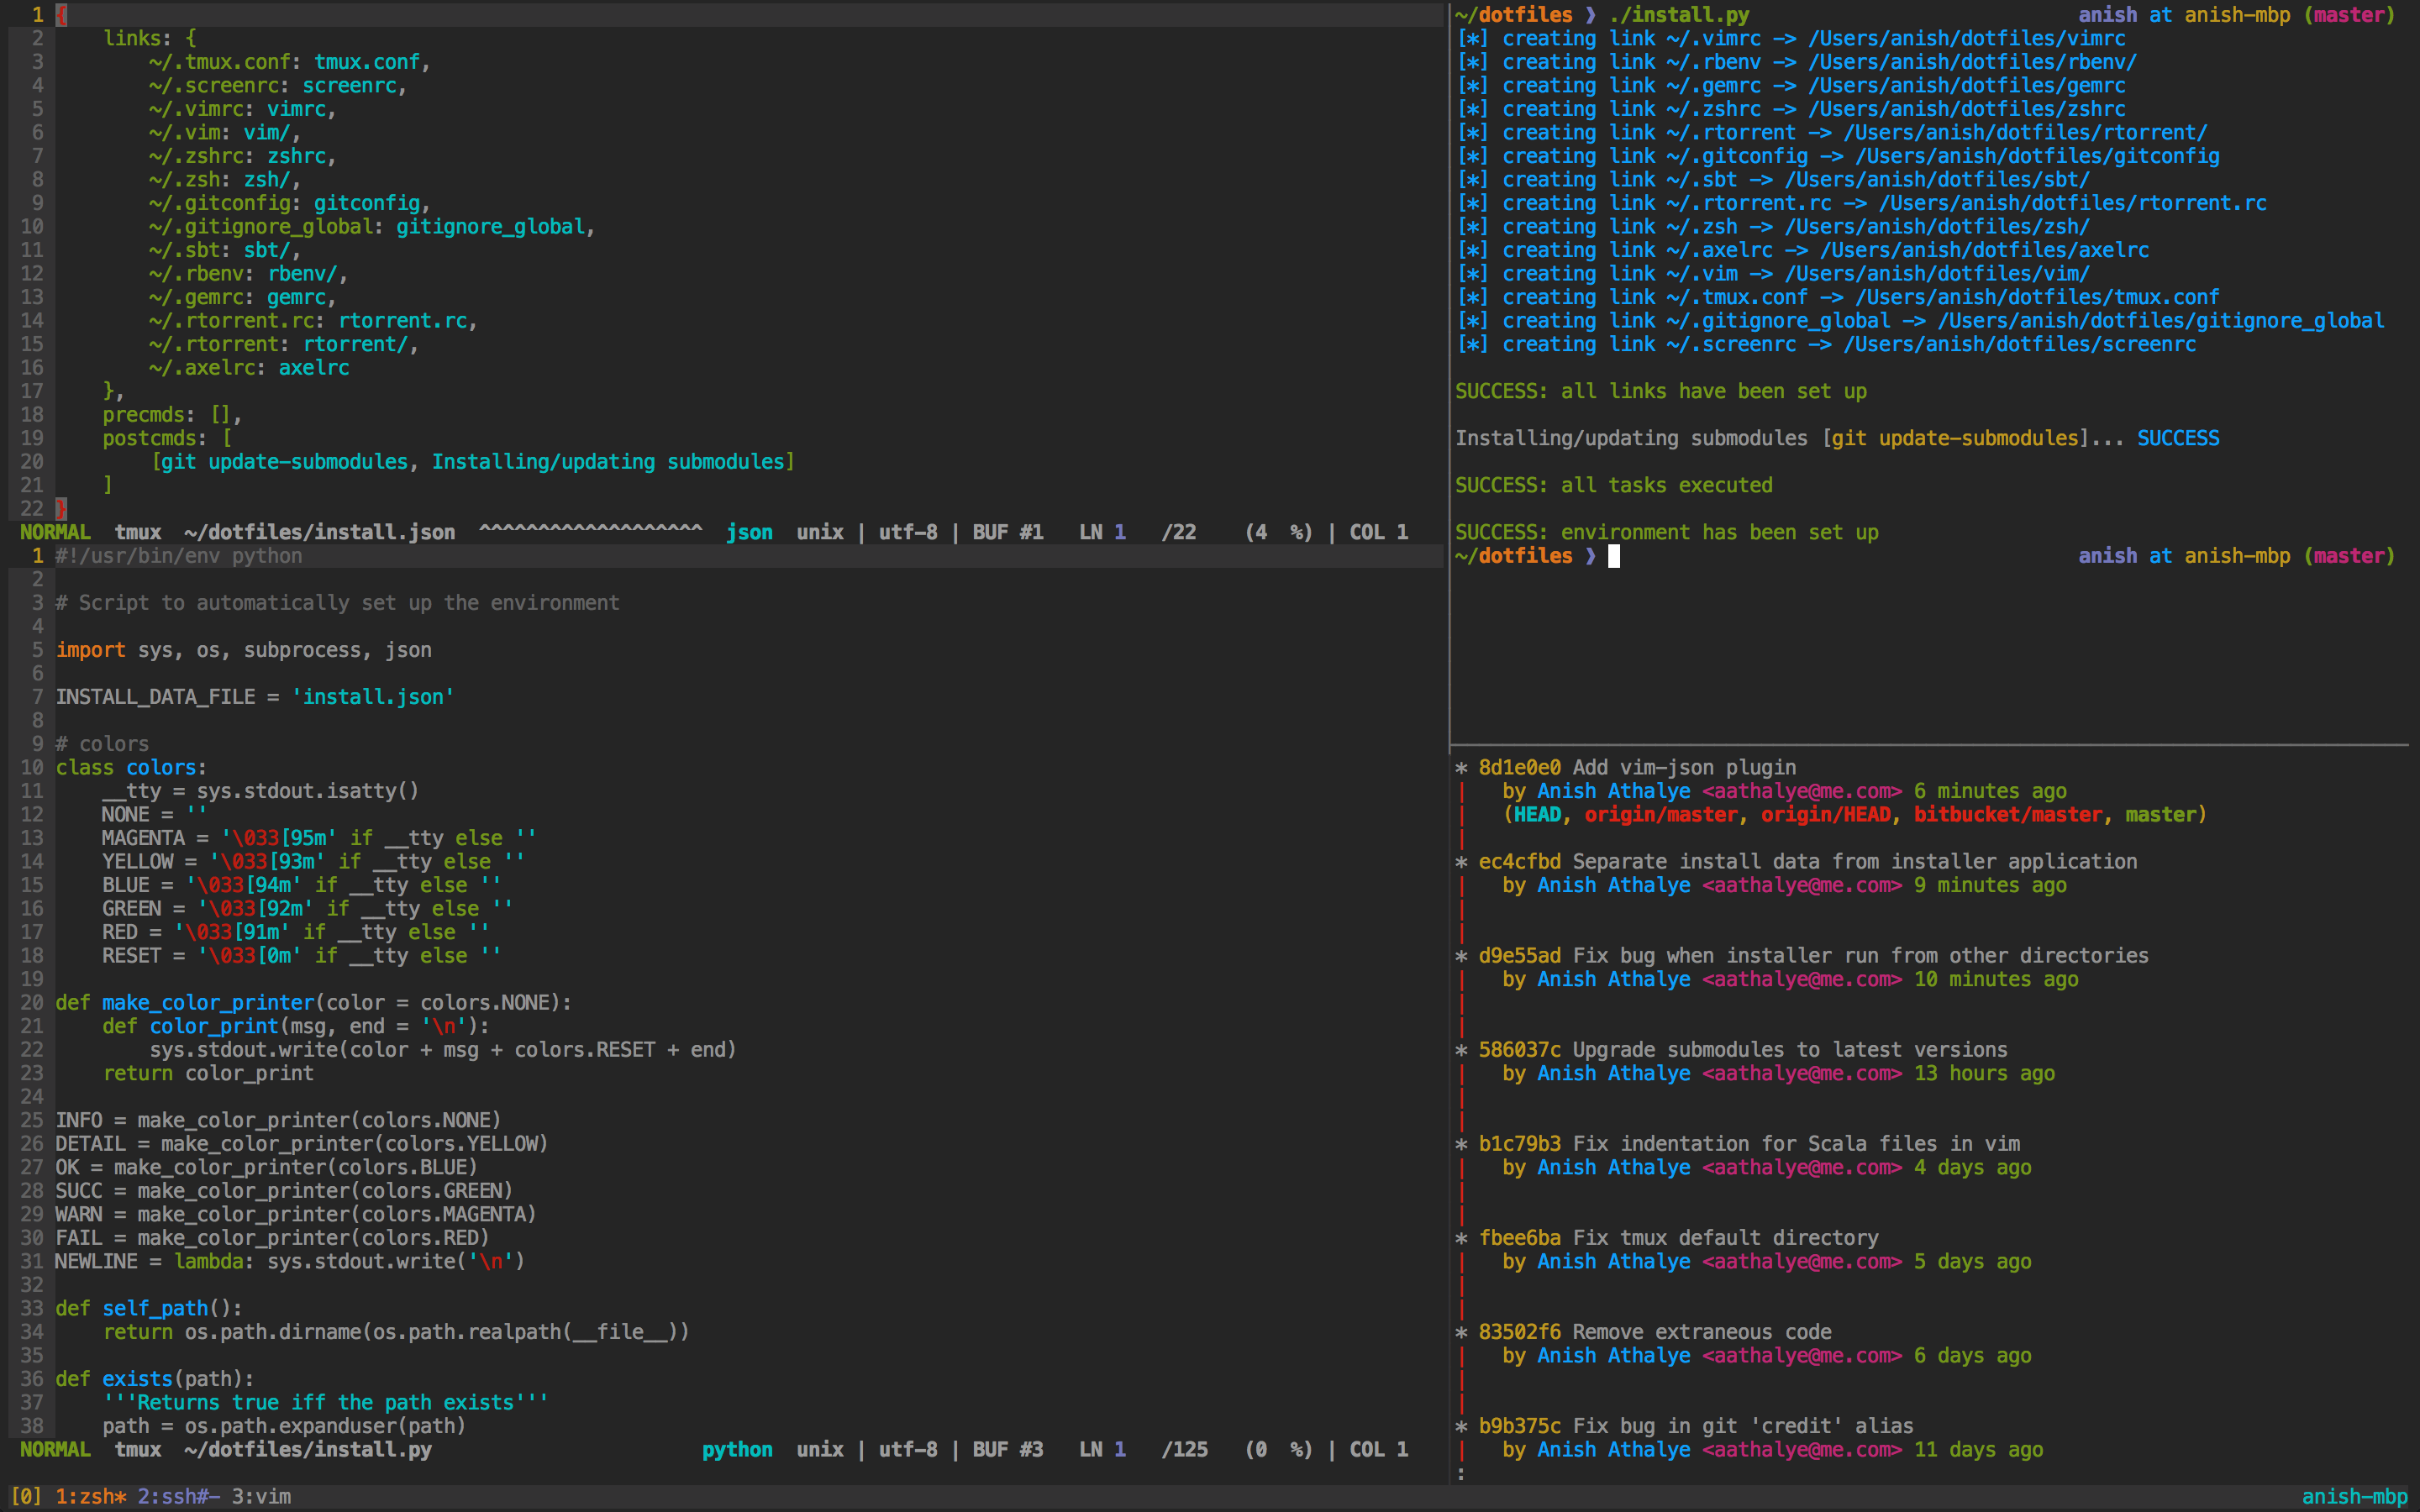 1 {
2 links: {
3 ~/.tmux.conf: tmux.conf,
4 ~/.screenrc: screenrc,
5 ~/.vimrc: vimrc,
6 ~/.vim: vim/,
7 ~/.zshrc: zshrc,
8 ~/.zsh: zsh/,
9 ~/.gitconfig: gitconfig,
10 ~/.gitignore_global: gitignore_global,
11 ~/.sbt: sbt/,
12 ~/.rbenv: rbenv/,
13 ~/.gemrc: gemrc,
14 ~/.rtorrent.rc: rtorrent.rc,
15 ~/.rtorrent: rtorrent/,
16 ~/.axelrc: axelrc
17 },
18 precmds: [],
19 postcmds: [
20 [git update-submodules, Installing/updating submodules]
21 ]
22 }
NORMAL tmux ~/dotfiles/install.json ^^^^^^^^^^^^^^^^^^^ json unix | utf-8 | BUF #1 LN 1 /22 (4 %) | COL 1
1 #!/usr/bin/env python
2
3 # Script to automatically set up the environment
4
5 import sys, os, subprocess, json
6
7 INSTALL_DATA_FILE = 'install.json'
8
9 # colors
10 class colors:
11 __tty = sys.stdout.isatty()
12 NONE = ''
13 MAGENTA = '\033[95m' if __tty else ''
14 YELLOW = '\033[93m' if __tty else ''
15 BLUE = '\033[94m' if __tty else ''
16 GREEN = '\033[92m' if __tty else ''
17 RED = '\033[91m' if __tty else ''
18 RESET = '\033[0m' if __tty else ''
19
20 def make_color_printer(color = colors.NONE):
21 def color_print(msg, end = '\n'):
22 sys.stdout.write(color + msg + colors.RESET + end)
23 return color_print
24
25 INFO = make_color_printer(colors.NONE)
26 DETAIL = make_color_printer(colors.YELLOW)
27 OK = make_color_printer(colors.BLUE)
28 SUCC = make_color_printer(colors.GREEN)
29 WARN = make_color_printer(colors.MAGENTA)
30 FAIL = make_color_printer(colors.RED)
31 NEWLINE = lambda: sys.stdout.write('\n')
32
33 def self_path():
34 return os.path.dirname(os.path.realpath(__file__))
35
36 def exists(path):
37 '''Returns true iff the path exists'''
38 path = os.path.expanduser(path)
NORMAL tmux ~/dotfiles/install.py python unix | utf-8 | BUF #3 LN 1 /125 (0 %) | COL 1
~/dotfiles ❯ ./install.py anish at anish-mbp (master)
[*] creating link ~/.vimrc -> /Users/anish/dotfiles/vimrc
[*] creating link ~/.rbenv -> /Users/anish/dotfiles/rbenv/
[*] creating link ~/.gemrc -> /Users/anish/dotfiles/gemrc
[*] creating link ~/.zshrc -> /Users/anish/dotfiles/zshrc
[*] creating link ~/.rtorrent -> /Users/anish/dotfiles/rtorrent/
[*] creating link ~/.gitconfig -> /Users/anish/dotfiles/gitconfig
[*] creating link ~/.sbt -> /Users/anish/dotfiles/sbt/
[*] creating link ~/.rtorrent.rc -> /Users/anish/dotfiles/rtorrent.rc
[*] creating link ~/.zsh -> /Users/anish/dotfiles/zsh/
[*] creating link ~/.axelrc -> /Users/anish/dotfiles/axelrc
[*] creating link ~/.vim -> /Users/anish/dotfiles/vim/
[*] creating link ~/.tmux.conf -> /Users/anish/dotfiles/tmux.conf
[*] creating link ~/.gitignore_global -> /Users/anish/dotfiles/gitignore_global
[*] creating link ~/.screenrc -> /Users/anish/dotfiles/screenrc
SUCCESS: all links have been set up
Installing/updating submodules [git update-submodules]... SUCCESS
SUCCESS: all tasks executed
SUCCESS: environment has been set up
~/dotfiles ❯ anish at anish-mbp (master)
* 8d1e0e0 Add vim-json plugin
| by Anish Athalye <aathalye@me.com> 6 minutes ago
| (HEAD, origin/master, origin/HEAD, bitbucket/master, master)
|
* ec4cfbd Separate install data from installer application
| by Anish Athalye <aathalye@me.com> 9 minutes ago
|
|
* d9e55ad Fix bug when installer run from other directories
| by Anish Athalye <aathalye@me.com> 10 minutes ago
|
|
* 586037c Upgrade submodules to latest versions
| by Anish Athalye <aathalye@me.com> 13 hours ago
|
|
* b1c79b3 Fix indentation for Scala files in vim
| by Anish Athalye <aathalye@me.com> 4 days ago
|
|
* fbee6ba Fix tmux default directory
| by Anish Athalye <aathalye@me.com> 5 days ago
|
|
* 83502f6 Remove extraneous code
| by Anish Athalye <aathalye@me.com> 6 days ago
|
|
* b9b375c Fix bug in git 'credit' alias
| by Anish Athalye <aathalye@me.com> 11 days ago
:
[0] 1:zsh* 2:ssh#- 3:vim anish-mbp